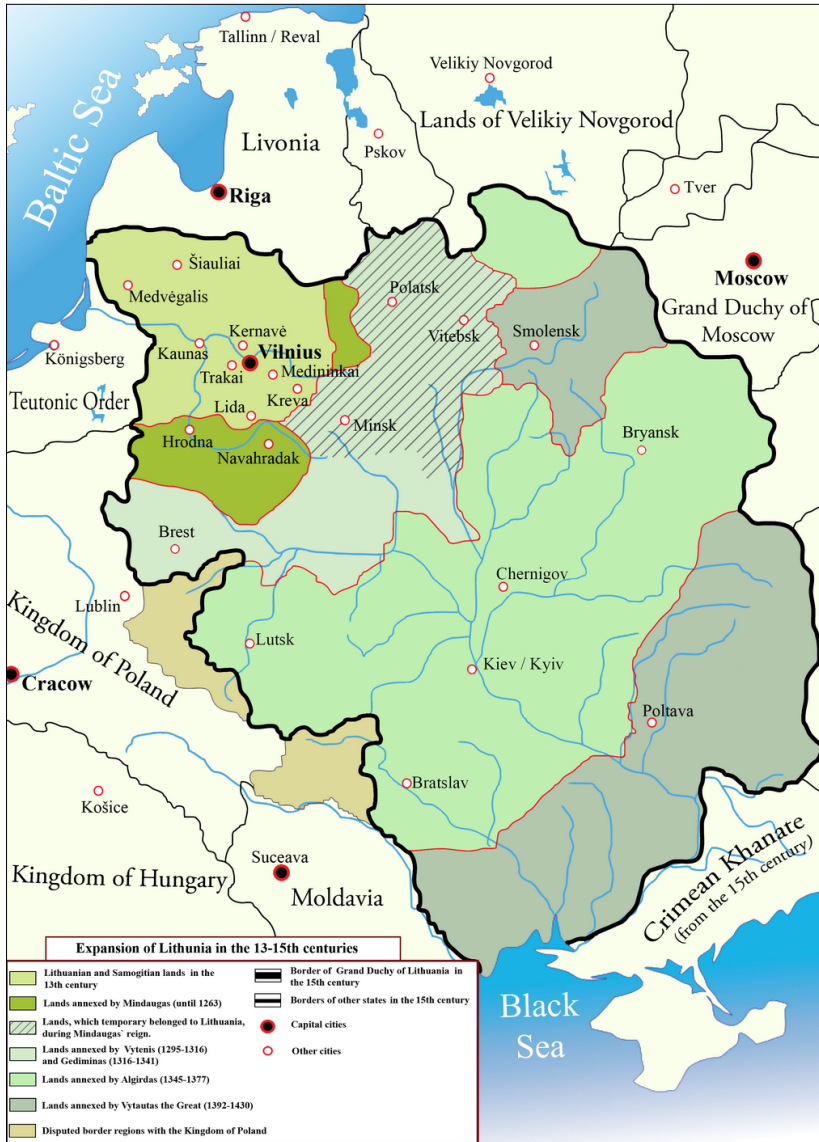 Tallinn / Reval
Velikiy Novgorod
Lands of Velikiy Novgorod
Livonia
Pskov
Baltic Sea
Tver
Riga
Moscow
Grand Duchy of
Moscow
Šiauliai
Medvėgalis
Polatsk
Vitebsk
Smolensk
Kernavė
Kaunas
Vilnius
Königsberg
Trakai
Medininkai
Kreva
Teutonic Order
Lida
Minsk
Hrodna
Navahradak
Bryansk
Brest
Chernigov
Lublin
Kingdom of Poland
Lutsk
Kiev / Kyiv
Cracow
Poltava
Bratslav
Košice
Suceava
Kingdom of Hungary
Moldavia
Crimean Khanate
(from the 15th century)
Black
Sea
Expansion of Lithunia in the 13-15th centuries
Lithuanian and Samogitian lands in the
13th century
Lands annexed by Mindaugas (until 1263)
Lands, which temporary belonged to Lithuania,
during Mindaugas` reign.
Lands annexed by Vytenis (1295-1316)
and Gediminas (1316-1341)
Lands annexed by Algirdas (1345-1377)
Lands annexed by Vytautas the Great (1392-1430)
Disputed border regions with the Kingdom of Poland
Border of Grand Duchy of Lithuania in
the 15th century
Borders of other states in the 15th century
Capital cities
Other cities